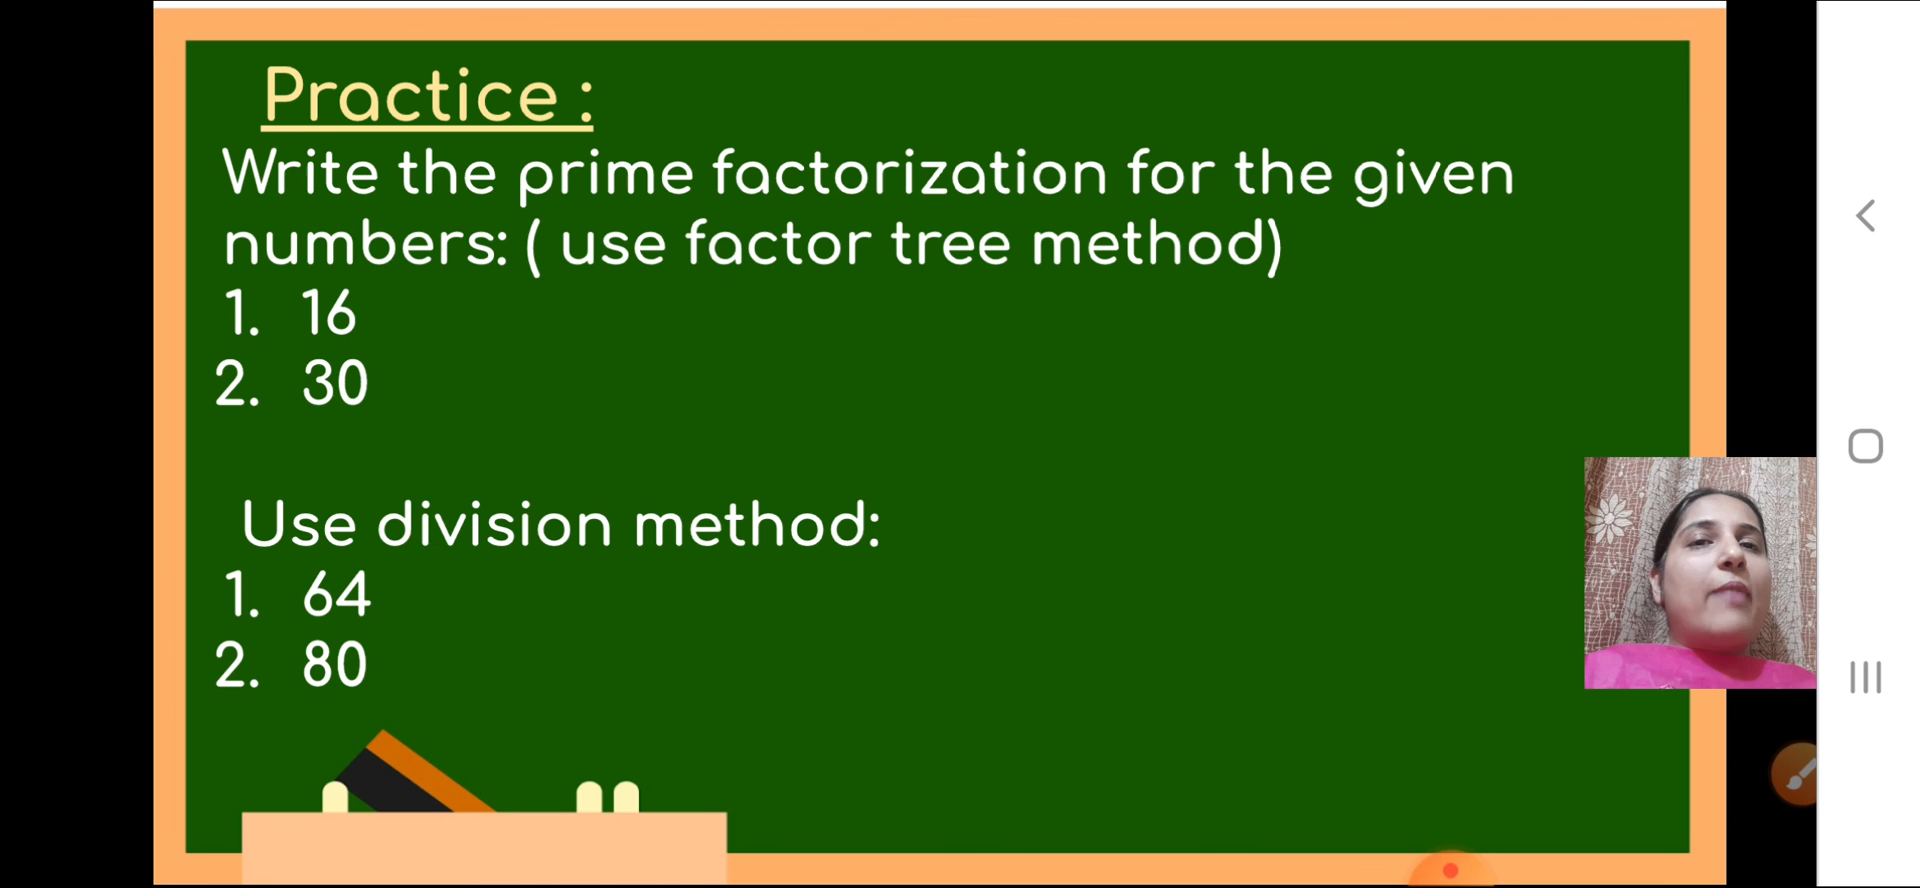 Practice :
Write the prime factorization for the given
numbers: ( use factor tree method)
1. 16
2. 30
Use division method:
1. 64
2. 80